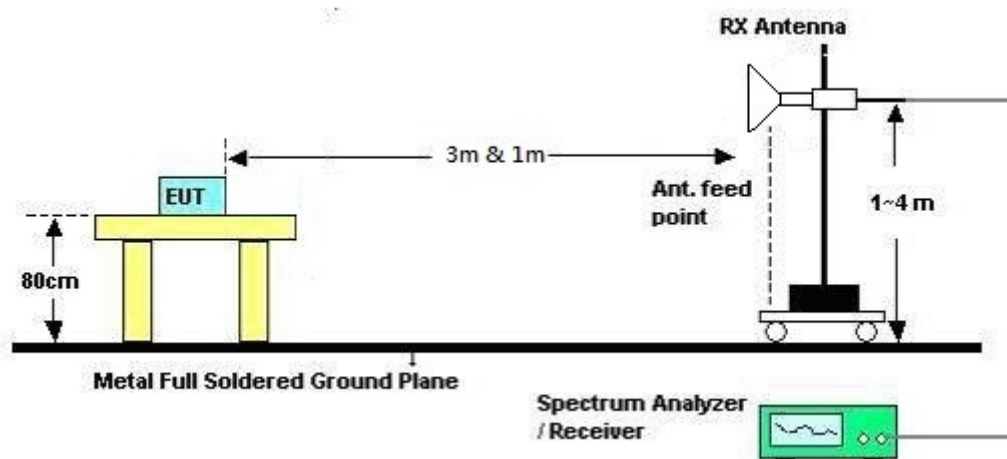 RX Antenna
3m & 1m
EUT
Ant. feed
point
1~4 m
80cm
Metal Full Soldered Ground Plane
Spectrum Analyzer
/ Receiver